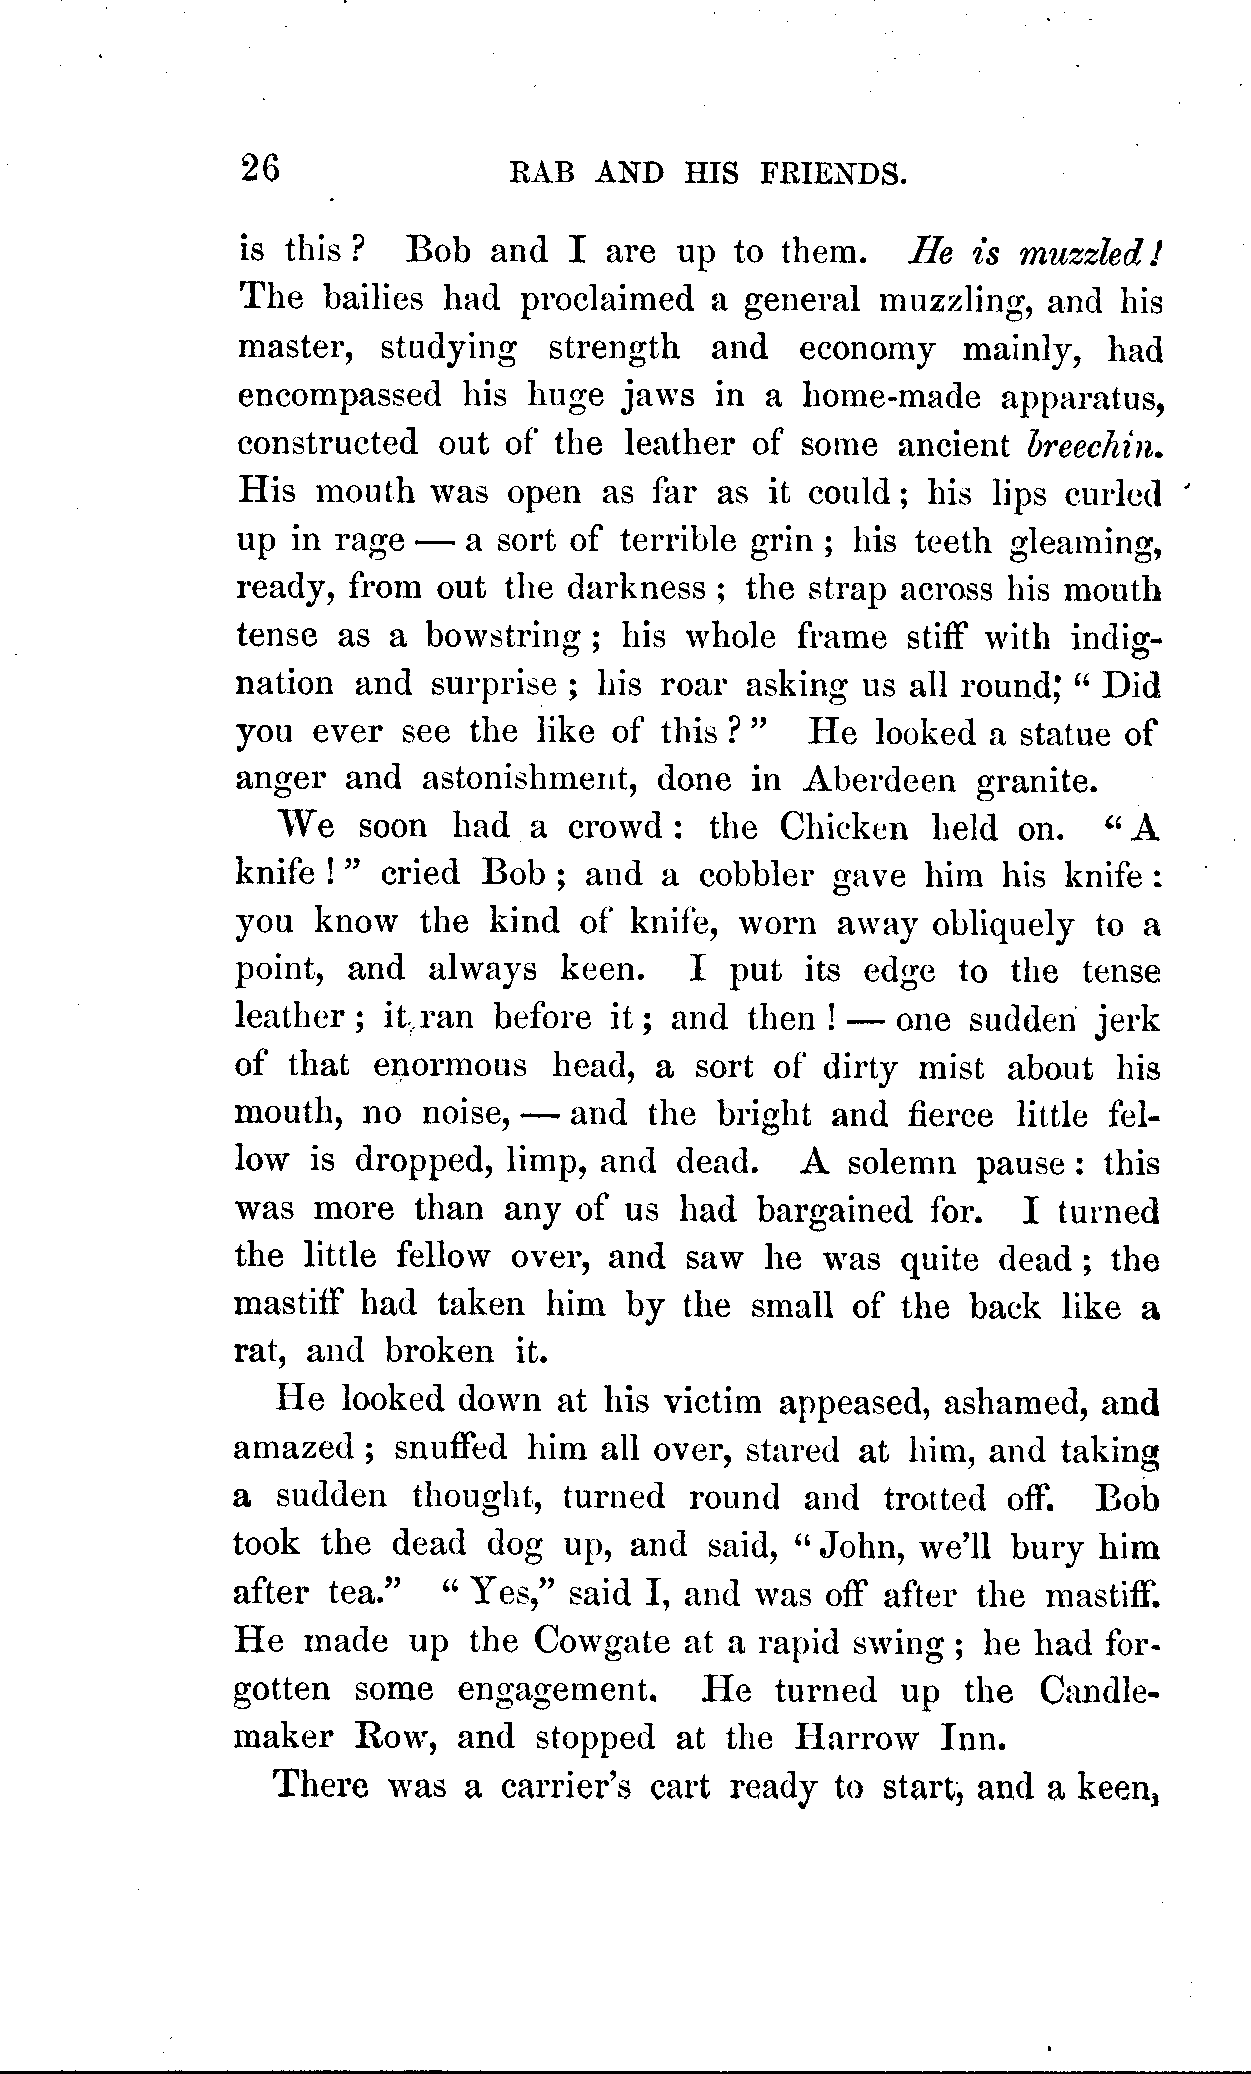 26 RAB AND HIS FRIENDS.
is this? Bob and I are up to them. He is muzzled!
The bailies had proclaimed a general muzzling, and his
master, studying strength and economy mainly, had
encompassed his huge jaws in a home-made apparatus,
constructed out of the leather of some ancient breechin.
His mouth was open as far as it could; his lips curled
up in rage — a sort of terrible grin; his teeth gleaming,
ready, from out the darkness; the strap across his mouth
tense as a bowstring; his whole frame stiff with indig-
nation and surprise; his roar asking us all round, "Did
you ever see the like of this?" He looked a statue of
anger and astonishment, done in Aberdeen granite.
We soon had a crowd: the Chicken held on. "A
knife!" cried Bob; and a cobbler gave him his knife:
you know the kind of knife, worn away obliquely to a
point, and always keen. I put its edge to the tense
leather; it ran before it; and then! — one sudden jerk
of that enormous head, a sort of dirty mist about his
mouth, no noise, — and the bright and fierce little fel-
low is dropped, limp, and dead. A solemn pause: this
was more than any of us had bargained for. I turned
the little fellow over, and saw he was quite dead; the
mastiff had taken him by the small of the back like a
rat, and broken it.
He looked down at his victim appeased, ashamed, and
amazed; snuffed him all over, stared at him, and taking
a sudden thought, turned round and trotted off. Bob
took the dead dog up, and said, "John, we'll bury him
after tea." "Yes," said I, and was off after the mastiff.
He made up the Cowgate at a rapid swing; he had for-
gotten some engagement. He turned up the Candle-
maker Row, and stopped at the Harrow Inn.
There was a carrier's cart ready to start, and a keen,